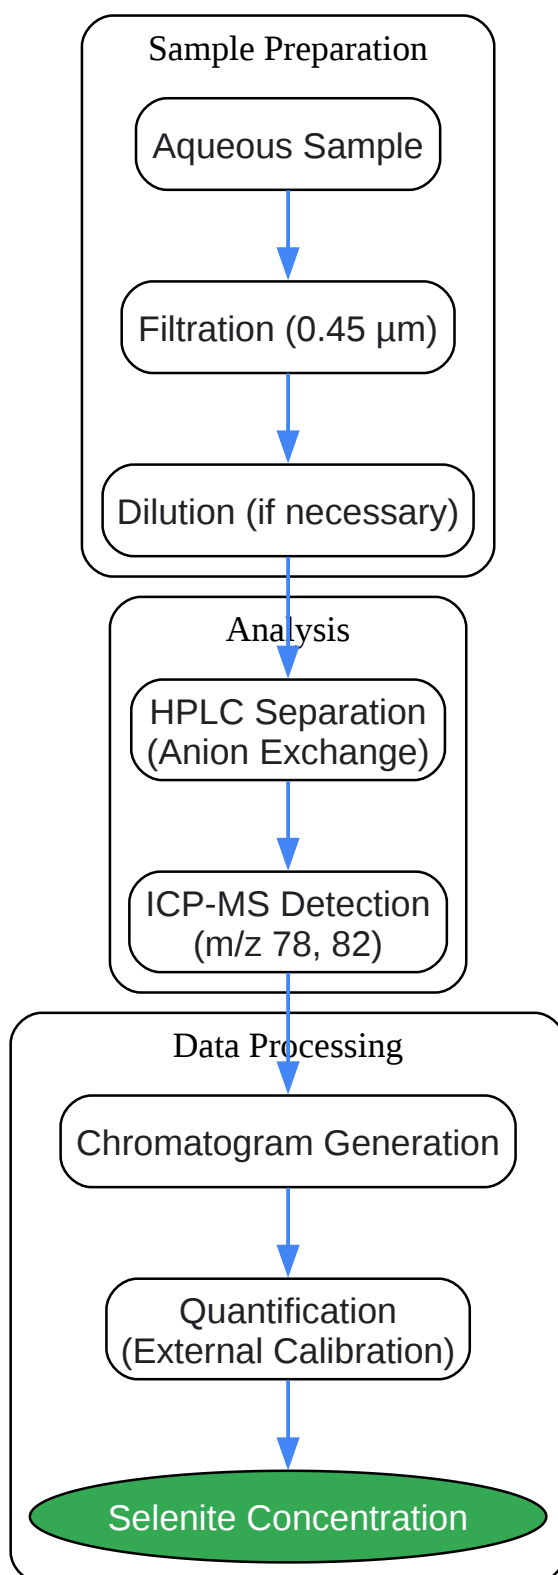 Sample Preparation
Aqueous Sample
Filtration (0.45 µm)
Dilution (if necessary)
Analysis
HPLC Separation
(Anion Exchange)
ICP-MS Detection
(m/z 78, 82)
Data Processing
Chromatogram Generation
Quantification
(External Calibration)
Selenite Concentration